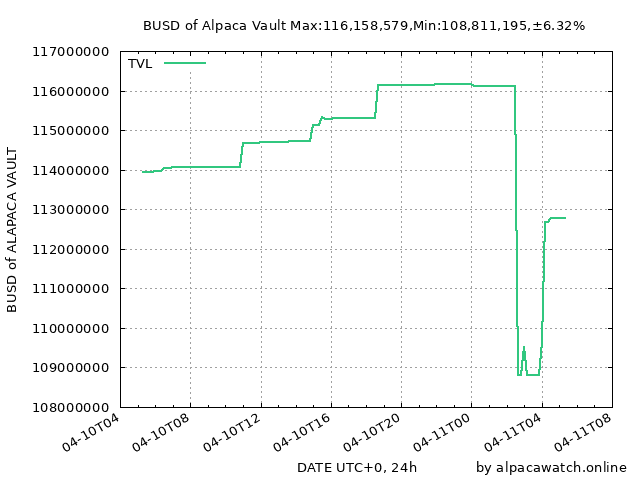 BUSD of Alpaca Vault Max:116,158,579,Min:108,811,195,±6.32%
117000000
TVL
116000000
115000000
114000000
113000000
112000000
111000000
110000000
109000000
108000000
BUSD of ALAPACA VAULT
04-10T04
04-10T08
04-10T12
04-10T16
04-10T20
04-11T00
04-11T04
04-11T08
DATE UTC+0, 24h
by alpacawatch.online